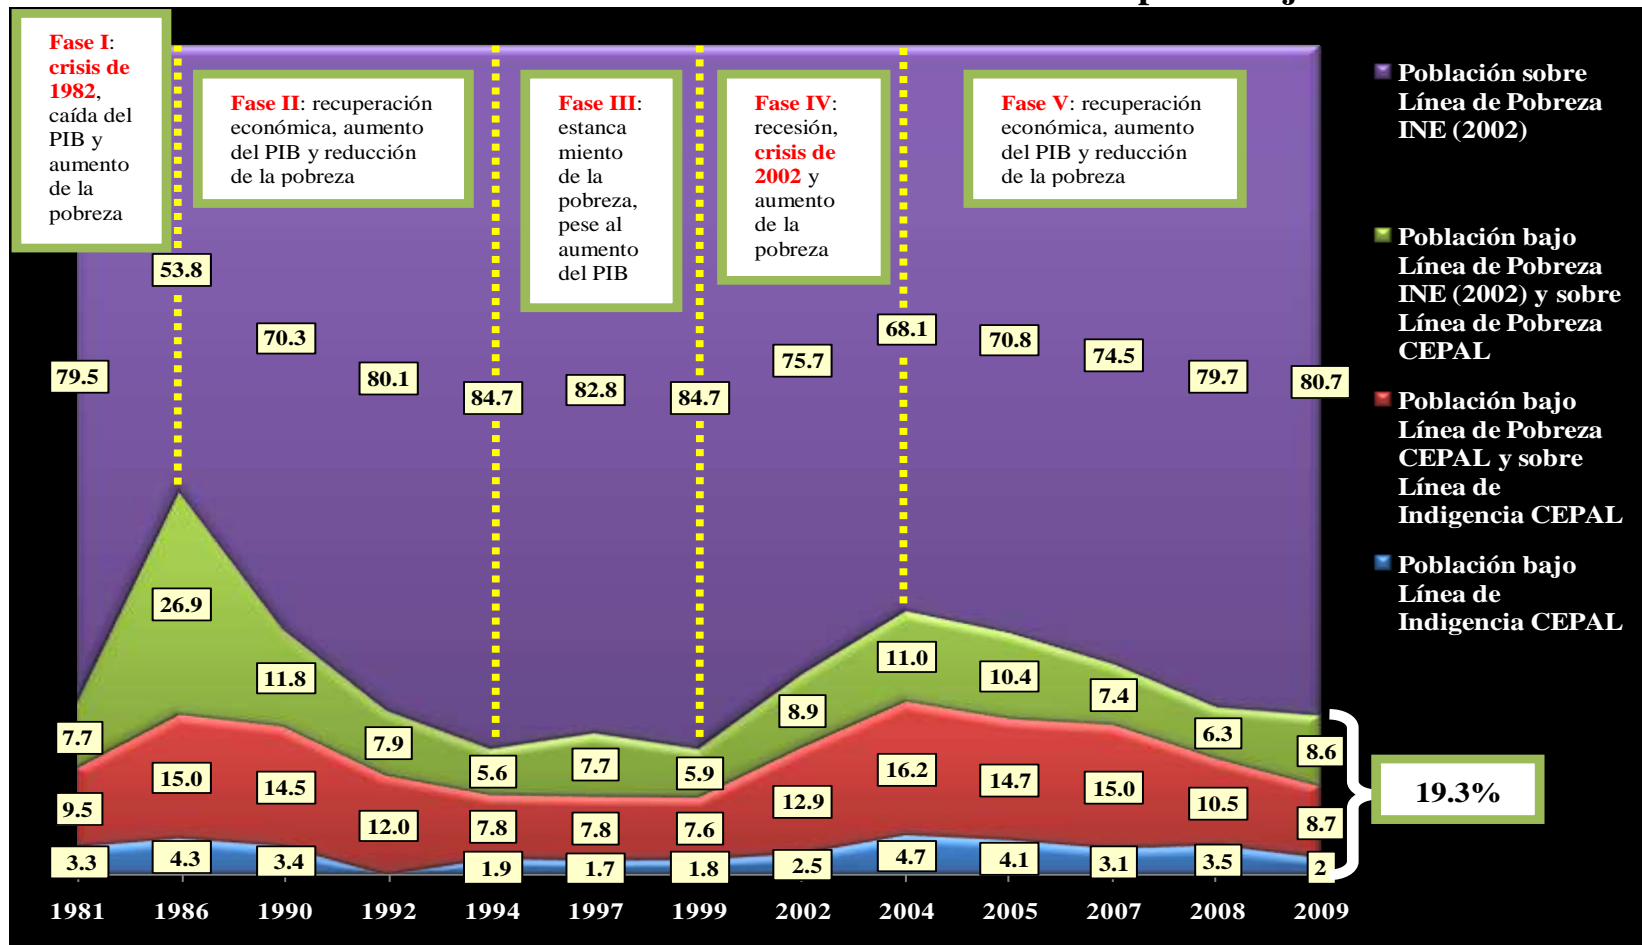 Fase I:
crisis de
1982,
caída del
PIB y
aumento
de la
pobreza
Fase II: recuperación
económica, aumento
del PIB y reducción
de la pobreza
Fase III:
estanca
miento
de la
pobreza,
pese al
aumento
del PIB
Fase IV:
recesión,
crisis de
2002 y
aumento
de la
pobreza
Fase V: recuperación
económica, aumento
del PIB y reducción
de la pobreza
Población sobre
Línea de Pobreza
INE (2002)
Población bajo
Línea de Pobreza
INE (2002) y sobre
Línea de Pobreza
CEPAL
Población bajo
Línea de Pobreza
CEPAL y sobre
Línea de
Indigencia CEPAL
Población bajo
Línea de
Indigencia CEPAL
79.5 53.8 70.3 80.1 84.7 82.8 84.7 75.7 68.1 70.8 74.5 79.7 80.7
7.7 26.9 11.8 7.9 5.6 7.7 5.9 8.9 11.0 10.4 7.4 6.3 8.6
9.5 15.0 14.5 12.0 7.8 7.8 7.6 12.9 16.2 14.7 15.0 10.5 8.7
3.3 4.3 3.4 1.9 1.7 1.8 2.5 4.7 4.1 3.1 3.5 2
19.3%
1981 1986 1990 1992 1994 1997 1999 2002 2004 2005 2007 2008 2009